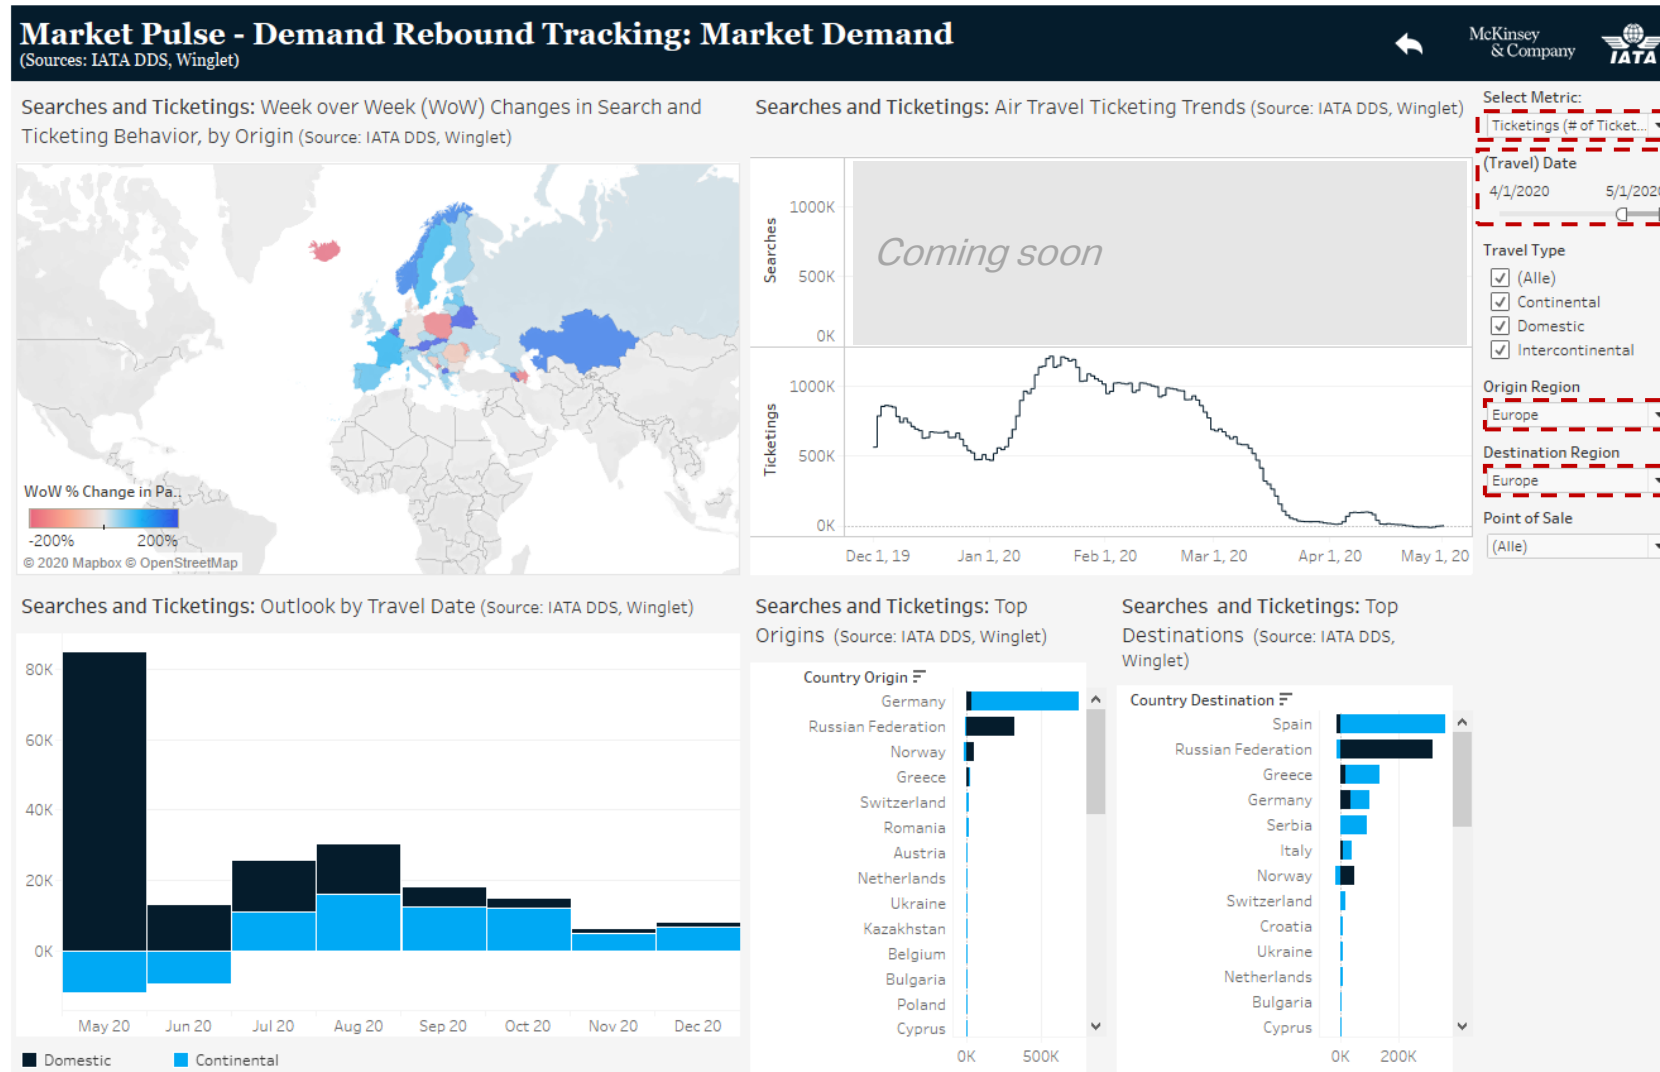 Market Pulse - Demand Rebound Tracking: Market Demand
(Sources: IATA DDS, Winglet)
McKinsey
& Company
IATA
Searches and Ticketings: Week over Week (WoW) Changes in Search and
Ticketing Behavior, by Origin (Source: IATA DDS, Winglet)
WoW % Change in Pa..
-200%
200%
© 2020 Mapbox © OpenStreetMap
Searches and Ticketings: Air Travel Ticketing Trends (Source: IATA DDS, Winglet)
Searches
1000K
500K
0K
Coming soon
Ticketings
1000K
500K
0K
Dec 1, 19
Jan 1, 20
Feb 1, 20
Mar 1, 20
Apr 1, 20
May 1, 20
Select Metric:
Ticketings (# of Ticket...
(Travel) Date
4/1/2020
5/1/2020
Travel Type
(Alle)
Continental
Domestic
Intercontinental
Origin Region
Europe
Destination Region
Europe
Point of Sale
(Alle)
Searches and Ticketings: Outlook by Travel Date (Source: IATA DDS, Winglet)
80K
60K
40K
20K
0K
May 20
Jun 20
Jul 20
Aug 20
Sep 20
Oct 20
Nov 20
Dec 20
Domestic
Continental
Searches and Ticketings: Top
Origins (Source: IATA DDS, Winglet)
Country Origin
Germany
Russian Federation
Norway
Greece
Switzerland
Romania
Austria
Netherlands
Ukraine
Kazakhstan
Belgium
Bulgaria
Poland
Cyprus
0K
500K
Searches and Ticketings: Top
Destinations (Source: IATA DDS,
Winglet)
Country Destination
Spain
Russian Federation
Greece
Germany
Serbia
Italy
Norway
Switzerland
Croatia
Ukraine
Netherlands
Bulgaria
Cyprus
0K
200K